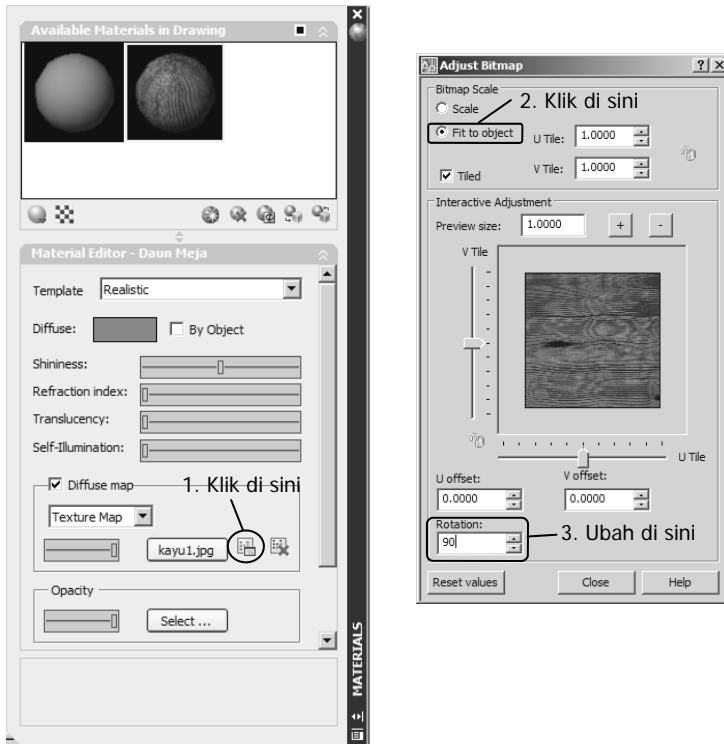 Available Materials in Drawing
Material Editor - Daun Meja
Template Realistic
Diffuse: By Object
Shininess:
Refraction index:
Translucency:
Self-Illumination:
Diffuse map
1. Klik di sini
Texture Map
kayu1.jpg
Opacity
Select ...
MATERIALS
Adjust Bitmap
Bitmap Scale
2. Klik di sini
Scale
Fit to object
U Tile: 1.0000
V Tile: 1.0000
Tiled
Interactive Adjustment
Preview size: 1.0000 + -
V Tile
U Tile
U offset: V offset:
0.0000 0.0000
Rotation:
90
3. Ubah di sini
Reset values Close Help